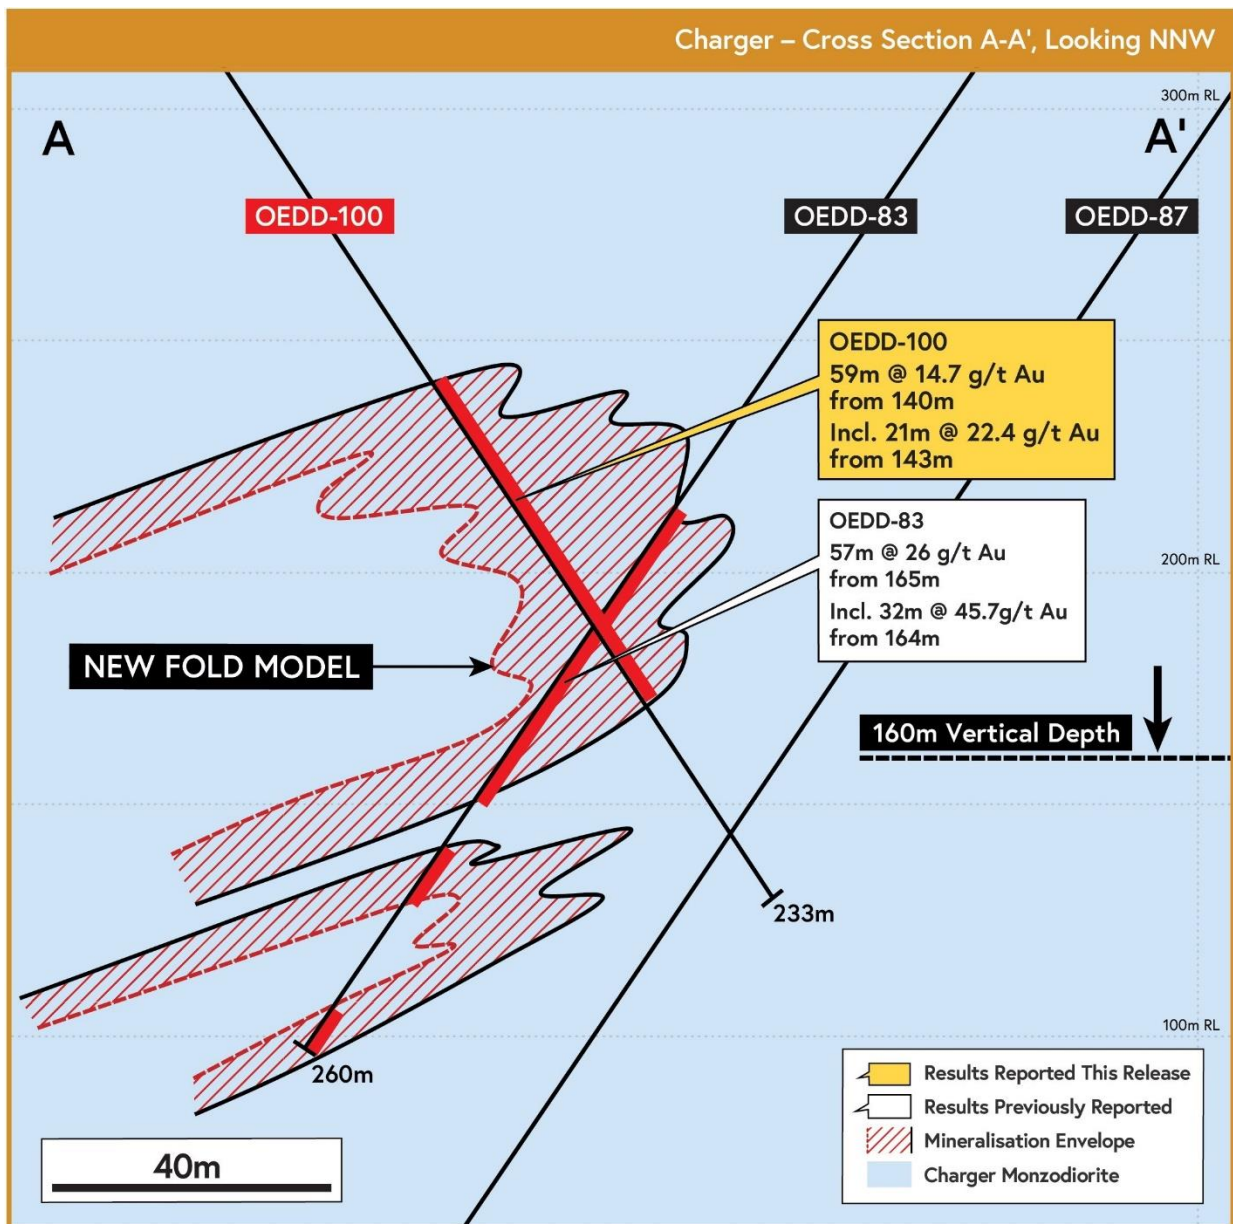 Charger – Cross Section A-A', Looking NNW
300m RL
A
A'
OEDD-100
OEDD-83
OEDD-87
OEDD-100
59m @ 14.7 g/t Au
from 140m
Incl. 21m @ 22.4 g/t Au
from 143m
OEDD-83
57m @ 26 g/t Au
from 165m
Incl. 32m @ 45.7g/t Au
from 164m
200m RL
NEW FOLD MODEL
160m Vertical Depth
233m
100m RL
260m
40m
Results Reported This Release
Results Previously Reported
Mineralisation Envelope
Charger Monzodiorite